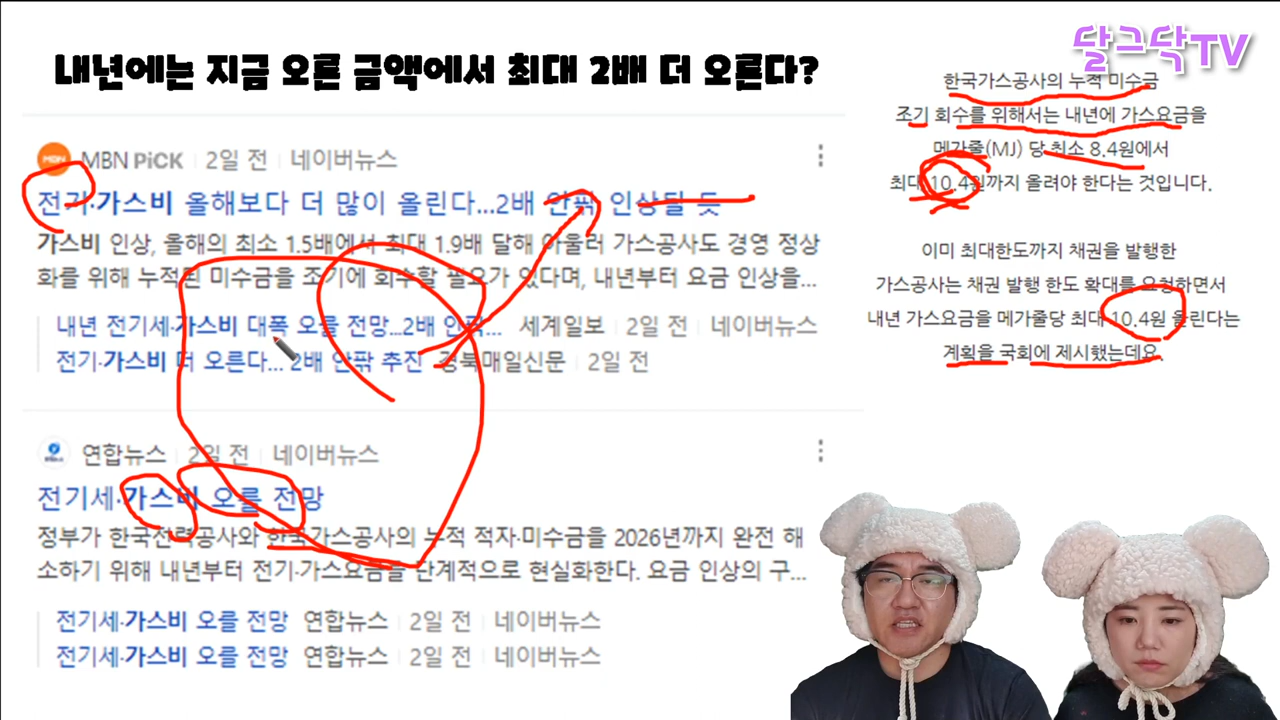 달그닥TV
내년에는 지금 오른 금액에서 최대 2배 더 오른다?
한국가스공사의 누적 미수금
조기 회수를 위해서는 내년에 가스요금을
메가줄(MJ) 당 최소 8.4원에서
최대 10.4원까지 올려야 한다는 것입니다.
이미 최대한도까지 채권을 발행한
가스공사는 채권 발행 한도 확대를 요청하면서
내년 가스요금을 메가줄당 최대 10.4원 올린다는
계획을 국회에 제시했는데요.
MBN
MBN PiCK 2일 전 네이버뉴스
전기·가스비 올해보다 더 많이 올린다...2배 안팎 인상될 듯
가스비 인상, 올해의 최소 1.5배에서 최대 1.9배 달해 아울러 가스공사도 경영 정상
화를 위해 누적된 미수금을 조기에 회수할 필요가 있다며, 내년부터 요금 인상을...
내년 전기세·가스비 대폭 오를 전망...2배 안팎... 세계일보 2일 전 네이버뉴스
전기·가스비 더 오른다... 2배 안팎 추진 경북매일신문 2일 전
연합뉴스 2일 전 네이버뉴스
전기세·가스비 오를 전망
정부가 한국전력공사와 한국가스공사의 누적 적자·미수금을 2026년까지 완전 해
소하기 위해 내년부터 전기·가스요금을 단계적으로 현실화한다. 요금 인상의 구...
전기세·가스비 오를 전망 연합뉴스 2일 전 네이버뉴스
전기세·가스비 오를 전망 연합뉴스 2일 전 네이버뉴스